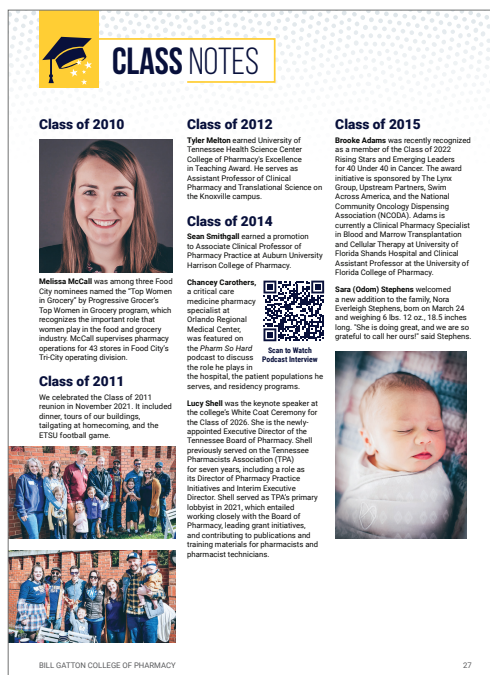 CLASS NOTES
Class of 2010
Melissa McCall was among three Food
City nominees named the “Top Women
in Grocery” by Progressive Grocer’s
Top Women in Grocery program, which
recognizes the important role that
women play in the food and grocery
industry. McCall supervises pharmacy
operations for 43 stores in Food City’s
Tri-City operating division.
Class of 2011
We celebrated the Class of 2011
reunion in November 2021. It included
dinner, tours of our buildings,
tailgating at homecoming, and the
ETSU football game.
Class of 2012
Tyler Melton earned University of
Tennessee Health Science Center
College of Pharmacy’s Excellence
in Teaching Award. He serves as
Assistant Professor of Clinical
Pharmacy and Translational Science on
the Knoxville campus.
Class of 2014
Sean Smithgall earned a promotion
to Associate Clinical Professor of
Pharmacy Practice at Auburn University
Harrison College of Pharmacy.
Chancey Carothers,
a critical care
medicine pharmacy
specialist at
Orlando Regional
Medical Center,
was featured on
the Pharm So Hard
podcast to discuss
the role he plays in
the hospital, the patient populations he
serves, and residency programs.
Scan to Watch
Podcast Interview
Lucy Shell was the keynote speaker at
the college’s White Coat Ceremony for
the Class of 2026. She is the newly-
appointed Executive Director of the
Tennessee Board of Pharmacy. Shell
previously served on the Tennessee
Pharmacists Association (TPA)
for seven years, including a role as
its Director of Pharmacy Practice
Initiatives and Interim Executive
Director. Shell served as TPA’s primary
lobbyist in 2021, which entailed
working closely with the Board of
Pharmacy, leading grant initiatives,
and contributing to publications and
training materials for pharmacists and
pharmacist technicians.
Class of 2015
Brooke Adams was recently recognized
as a member of the Class of 2022
Rising Stars and Emerging Leaders
for 40 Under 40 in Cancer. The award
initiative is sponsored by The Lynx
Group, Upstream Partners, Swim
Across America, and the National
Community Oncology Dispensing
Association (NCODA). Adams is
currently a Clinical Pharmacy Specialist
in Blood and Marrow Transplantation
and Cellular Therapy at University of
Florida Shands Hospital and Clinical
Assistant Professor at the University of
Florida College of Pharmacy.
Sara (Odom) Stephens welcomed
a new addition to the family, Nora
Everleigh Stephens, born on March 24
and weighing 6 lbs. 12 oz., 18.5 inches
long. “She is doing great, and we are so
grateful to call her ours!” said Stephens.
BILL GATTON COLLEGE OF PHARMACY
27